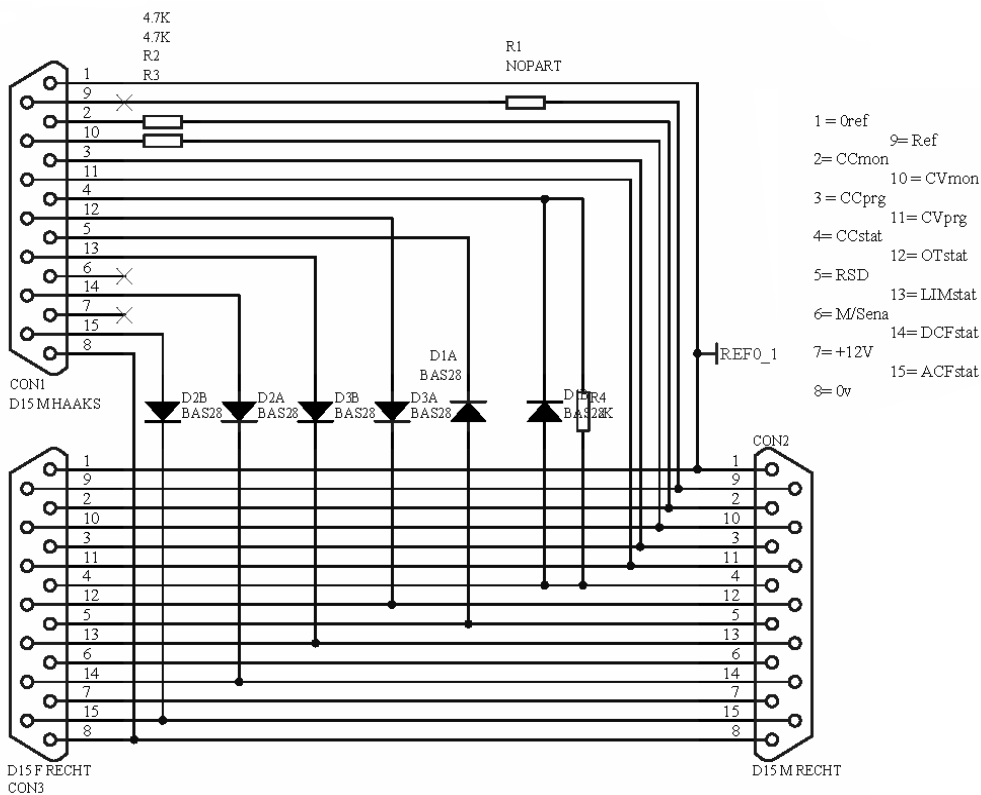 4.7K
4.7K
R2
R3
R1
NOPART
1
9
2
10
3
11
4
12
5
13
6
14
7
15
8
CON1
D15 M HAAKS
1 = 0ref
9= Ref
2= CCmon
10 = CVmon
3 = CCprg
11= CVprg
4= CCstat
12= OTstat
5= RSD
13= LIMstat
6= M/Sena
14= DCFstat
7= +12V
15= ACFstat
8= 0v
REF0_1
D1A
BAS28
D2B
BAS28
D2A
BAS28
D3B
BAS28
D3A
BAS28
R4
CON2
1
9
2
10
3
11
4
12
5
13
6
14
7
15
8
1
9
2
10
3
11
4
12
5
13
6
14
7
15
8
D15 F RECHT
CON3
D15 M RECHT